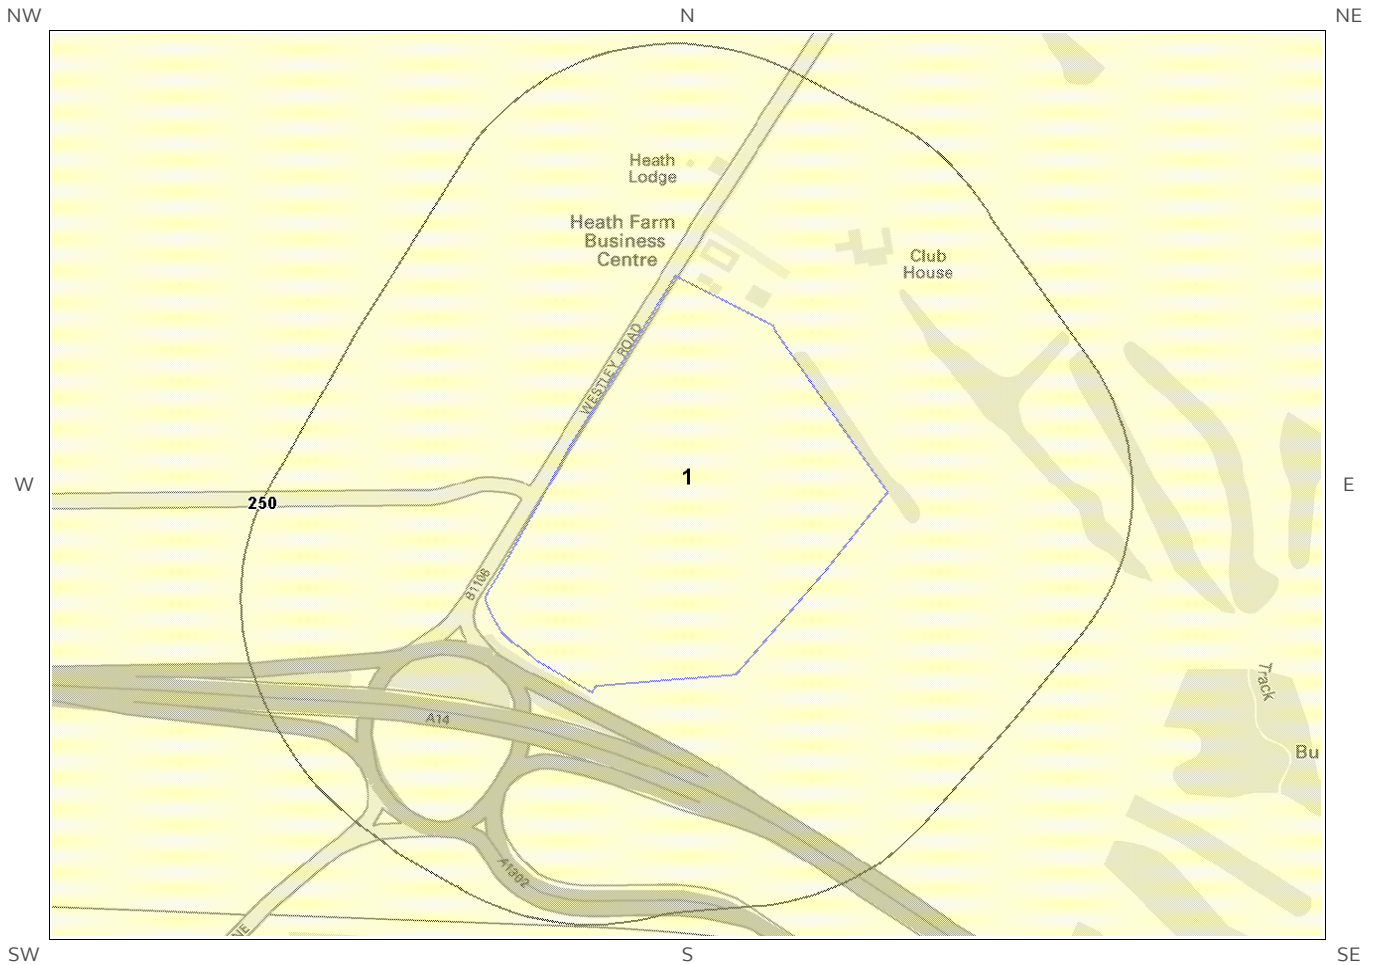 NW
N
NE
Heath
Lodge
Heath Farm
Business
Centre
Club
House
WESTLEY ROAD
1
W
E
250
B1106
A14
Track
Bu
A1302
NE
SW
S
SE